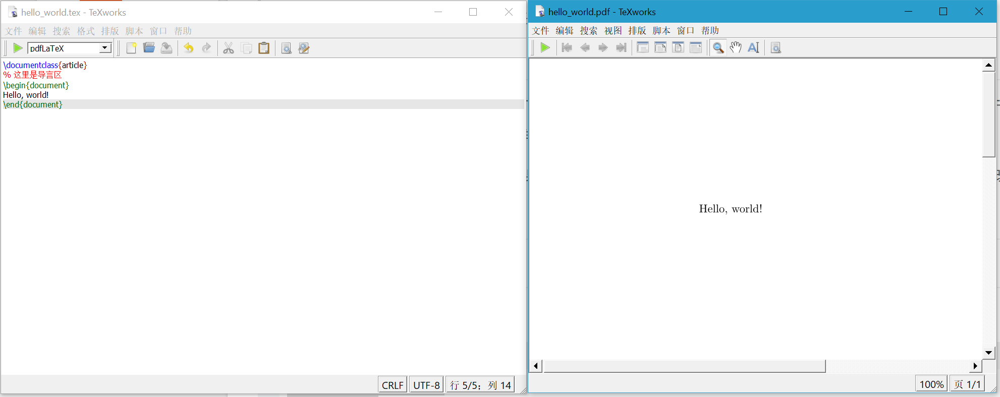 hello_world.tex - TeXworks
文件 编辑 搜索 格式 排版 脚本 窗口 帮助
pdfLaTeX
\documentclass{article}
% 这里是导言区
\begin{document}
Hello, world!
\end{document}
CRLF UTF-8 行 5/5; 列 14
hello_world.pdf - TeXworks
文件 编辑 搜索 视图 排版 脚本 窗口 帮助
Hello, world!
100% 页 1/1